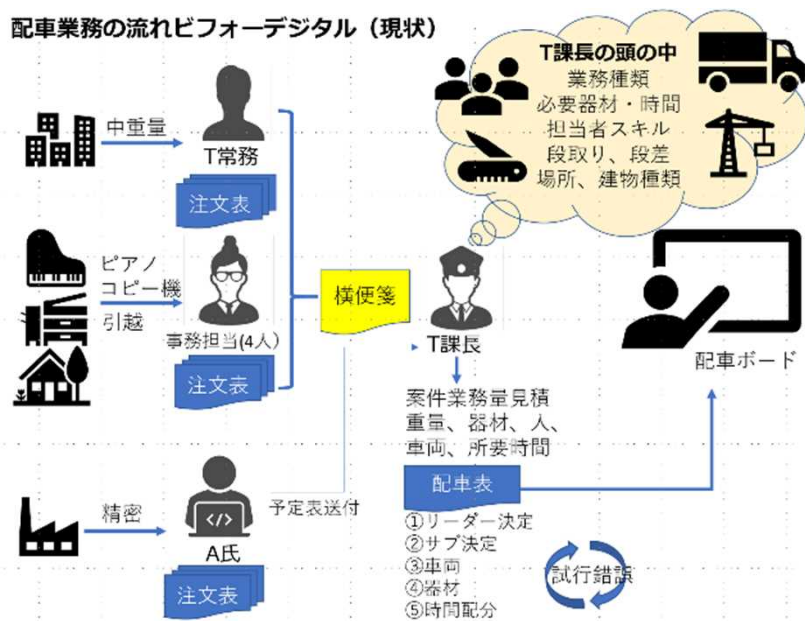 配車業務の流れビフォーデジタル（現状）
T課長の頭の中
業務種類
必要器材・時間
担当者スキル
段取り、段差
場所、建物種類
中重量
T常務
注文表
ピアノ
コピー機
引越
事務担当(4人）
注文表
横便箋
T課長
配車ボード
案件業務量見積
重量、器材、人、
車両、所要時間
配車表
①リーダー決定
②サブ決定
③車両
④器材
⑤時間配分
試行錯誤
精密
</>
A氏
予定表送付
注文表